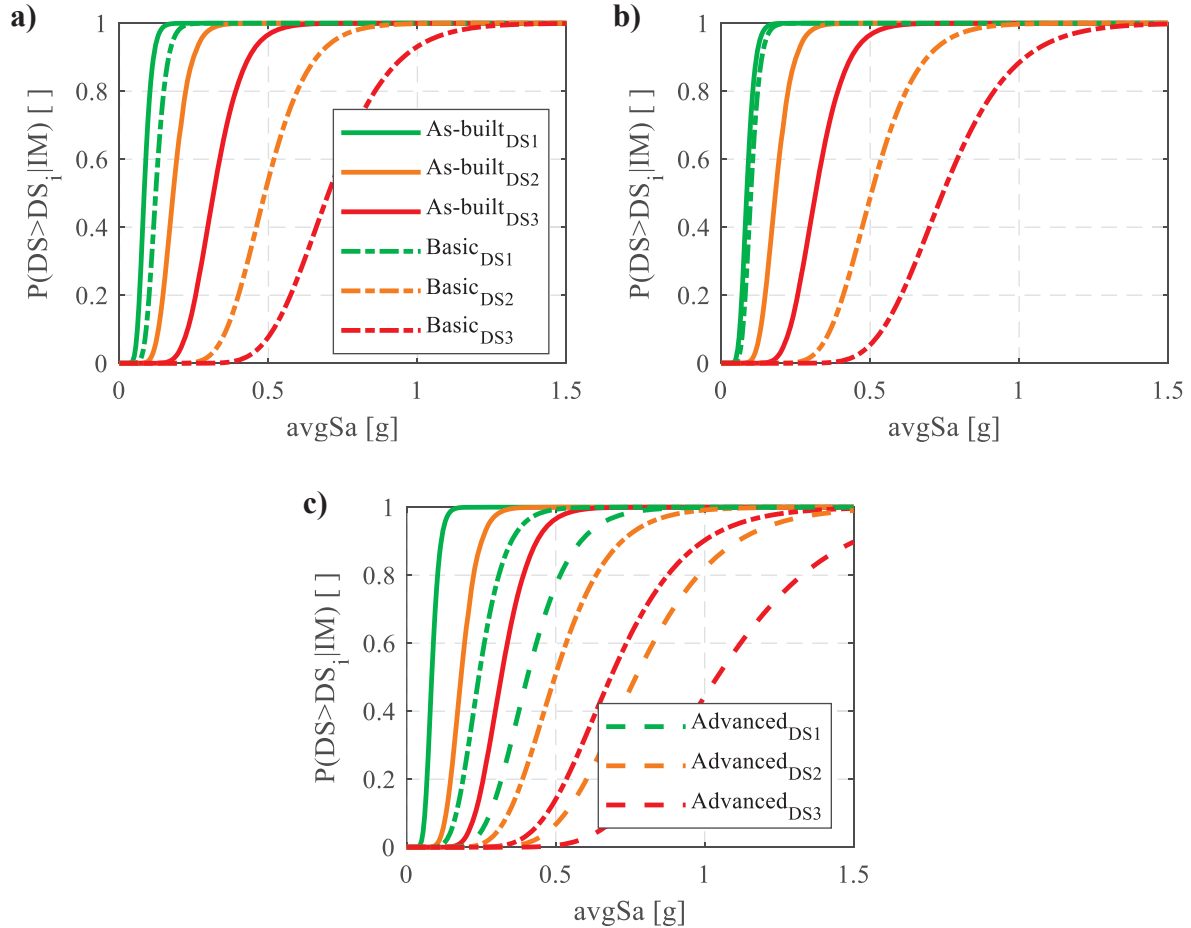 a)
P(DS>DS_i|IM) [ ]
1
0.8
0.6
0.4
0.2
0
0 0.5 1 1.5
avgSa [g]
As-built_DS1
As-built_DS2
As-built_DS3
Basic_DS1
Basic_DS2
Basic_DS3
b)
P(DS>DS_i|IM) [ ]
1
0.8
0.6
0.4
0.2
0
0 0.5 1 1.5
avgSa [g]
c)
P(DS>DS_i|IM) [ ]
1
0.8
0.6
0.4
0.2
0
0 0.5 1 1.5
avgSa [g]
Advanced_DS1
Advanced_DS2
Advanced_DS3